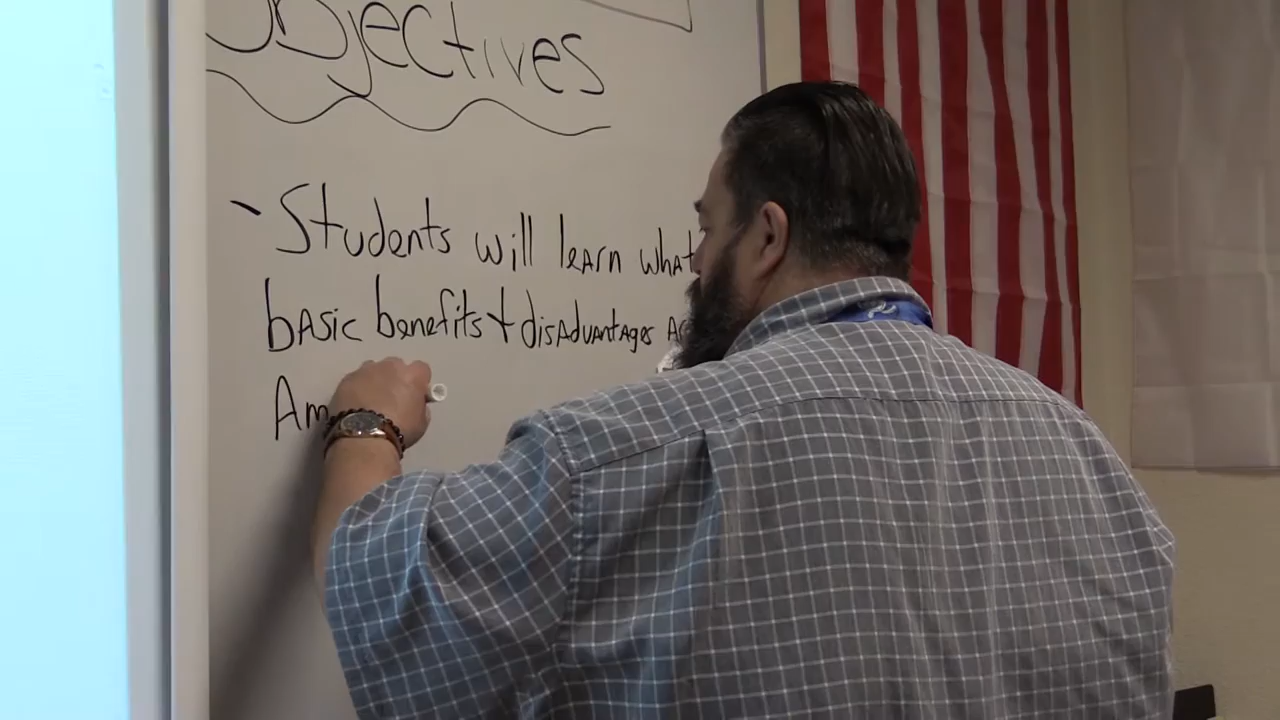 Objectives
- Students will learn what
basic benefits + disadvantages
Am